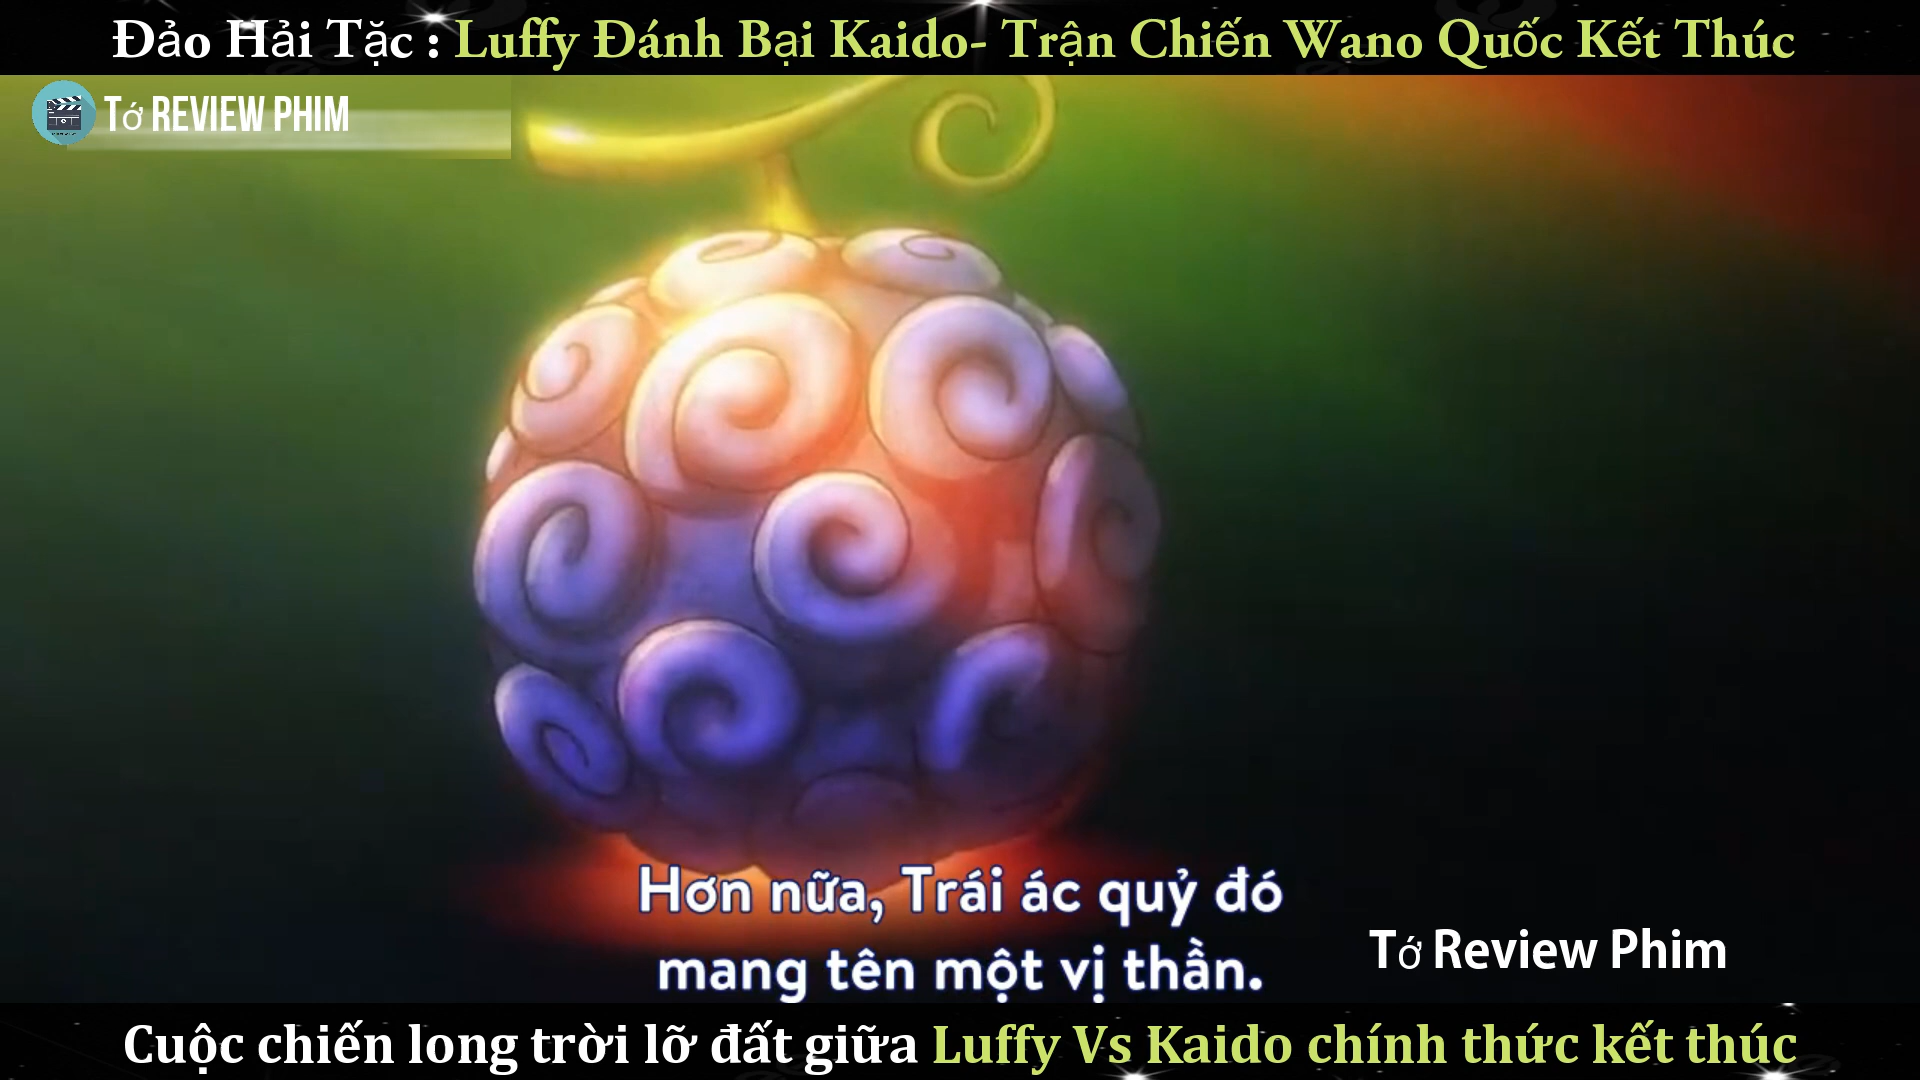 Đảo Hải Tặc : Luffy Đánh Bại Kaido- Trận Chiến Wano Quốc Kết Thúc
Tớ REVIEW PHIM
Hơn nữa, Trái ác quỷ đó
mang tên một vị thần.
Tớ Review Phim
Cuộc chiến long trời lỡ đất giữa Luffy Vs Kaido chính thức kết thúc